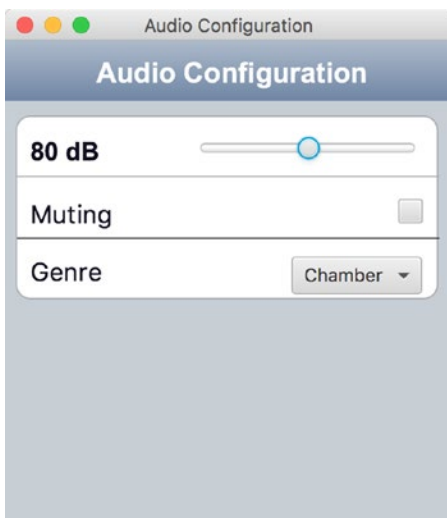 Audio Configuration
Audio Configuration
80 dB
Muting
Genre Chamber